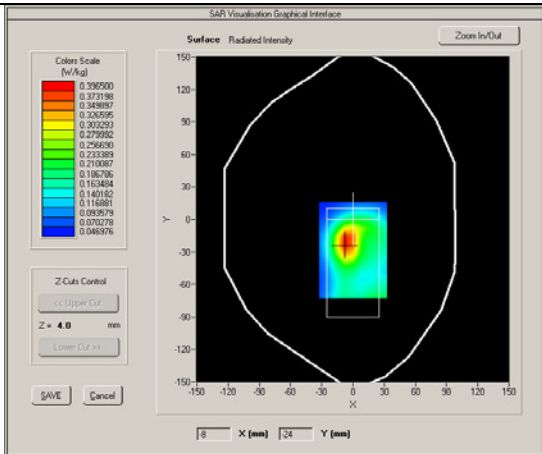 SAR Visualisation Graphical Interface
Surface Radiated Intensity
Zoom In/Out
Colors Scale
(W/kg)
0.396500
0.373198
0.349897
0.326595
0.303293
0.279992
0.256690
0.233389
0.210087
0.186786
0.163484
0.140182
0.116881
0.093579
0.070278
0.046976
Z-Cuts Control
<< Upper Cut
Z = 4.0 mm
Lower Cut >>
SAVE
Cancel
150
120
90
60
30
0
-30
-60
-90
-120
-150
Y
-150 -120 -90 -60 -30 0 30 60 90 120 150
X
-8 X (mm) -24 Y (mm)